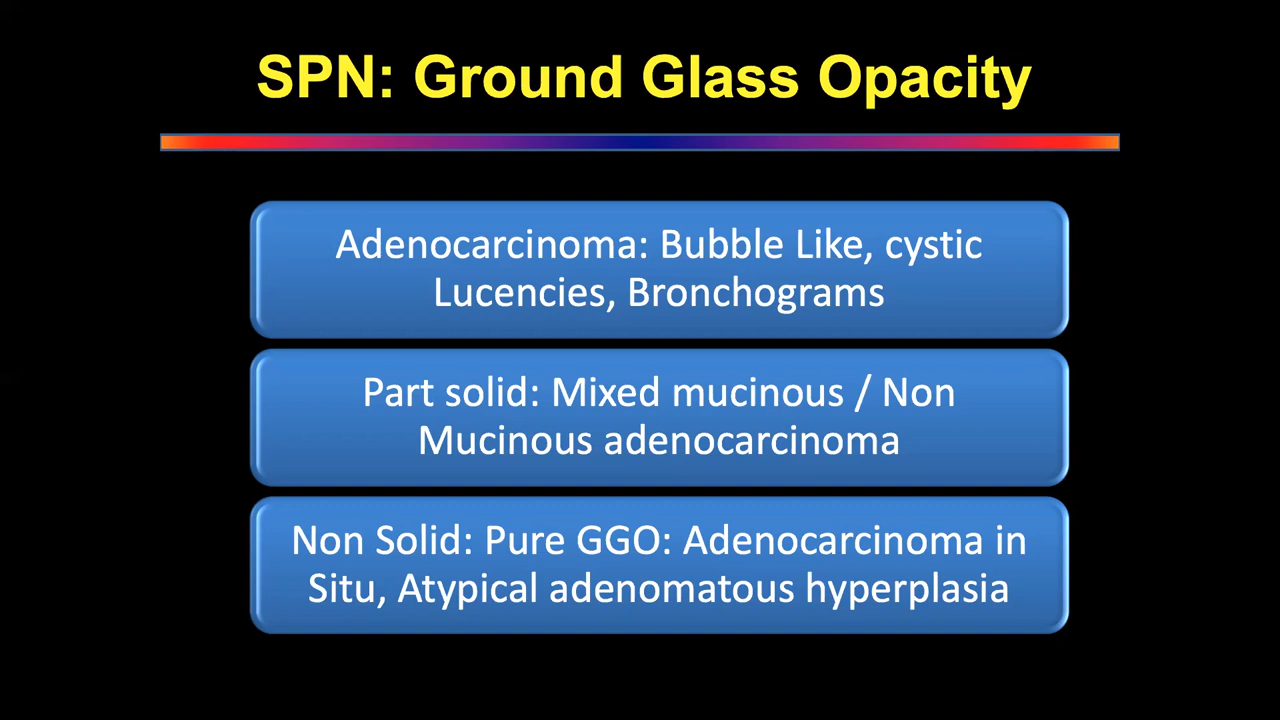 SPN: Ground Glass Opacity
Adenocarcinoma: Bubble Like, cystic
Lucencies, Bronchograms
Part solid: Mixed mucinous / Non
Mucinous adenocarcinoma
Non Solid: Pure GGO: Adenocarcinoma in
Situ, Atypical adenomatous hyperplasia